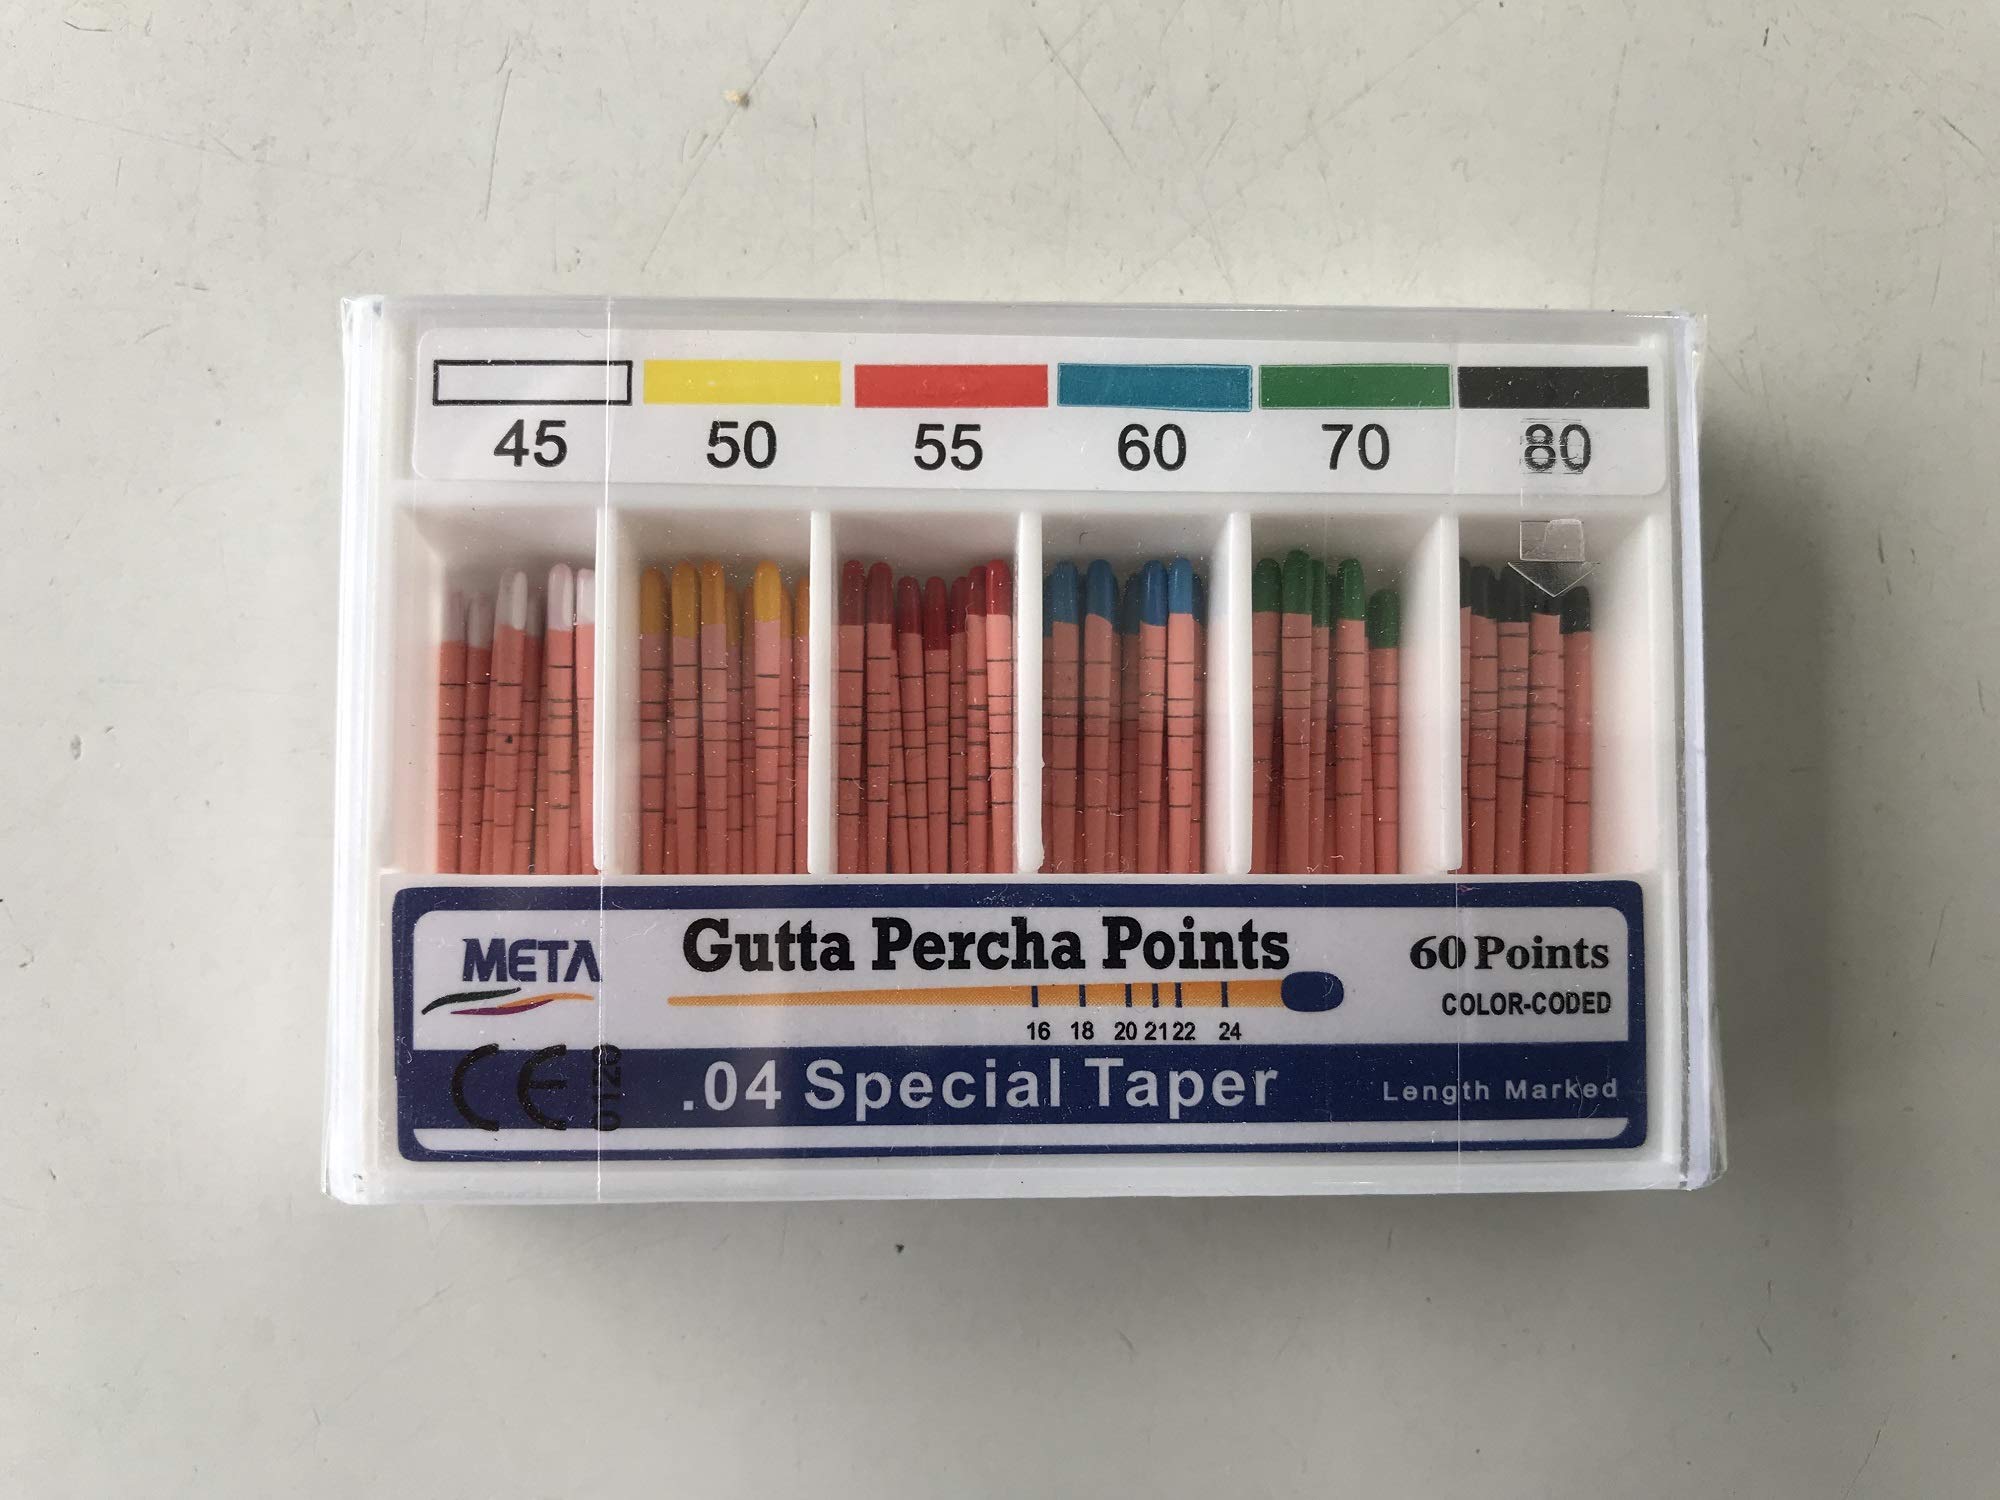 45 50 55 60 70 80
META
Gutta Percha Points
60 Points
16 18 20 21 22 24
COLOR-CODED
CE 0120
.04 Special Taper
Length Marked